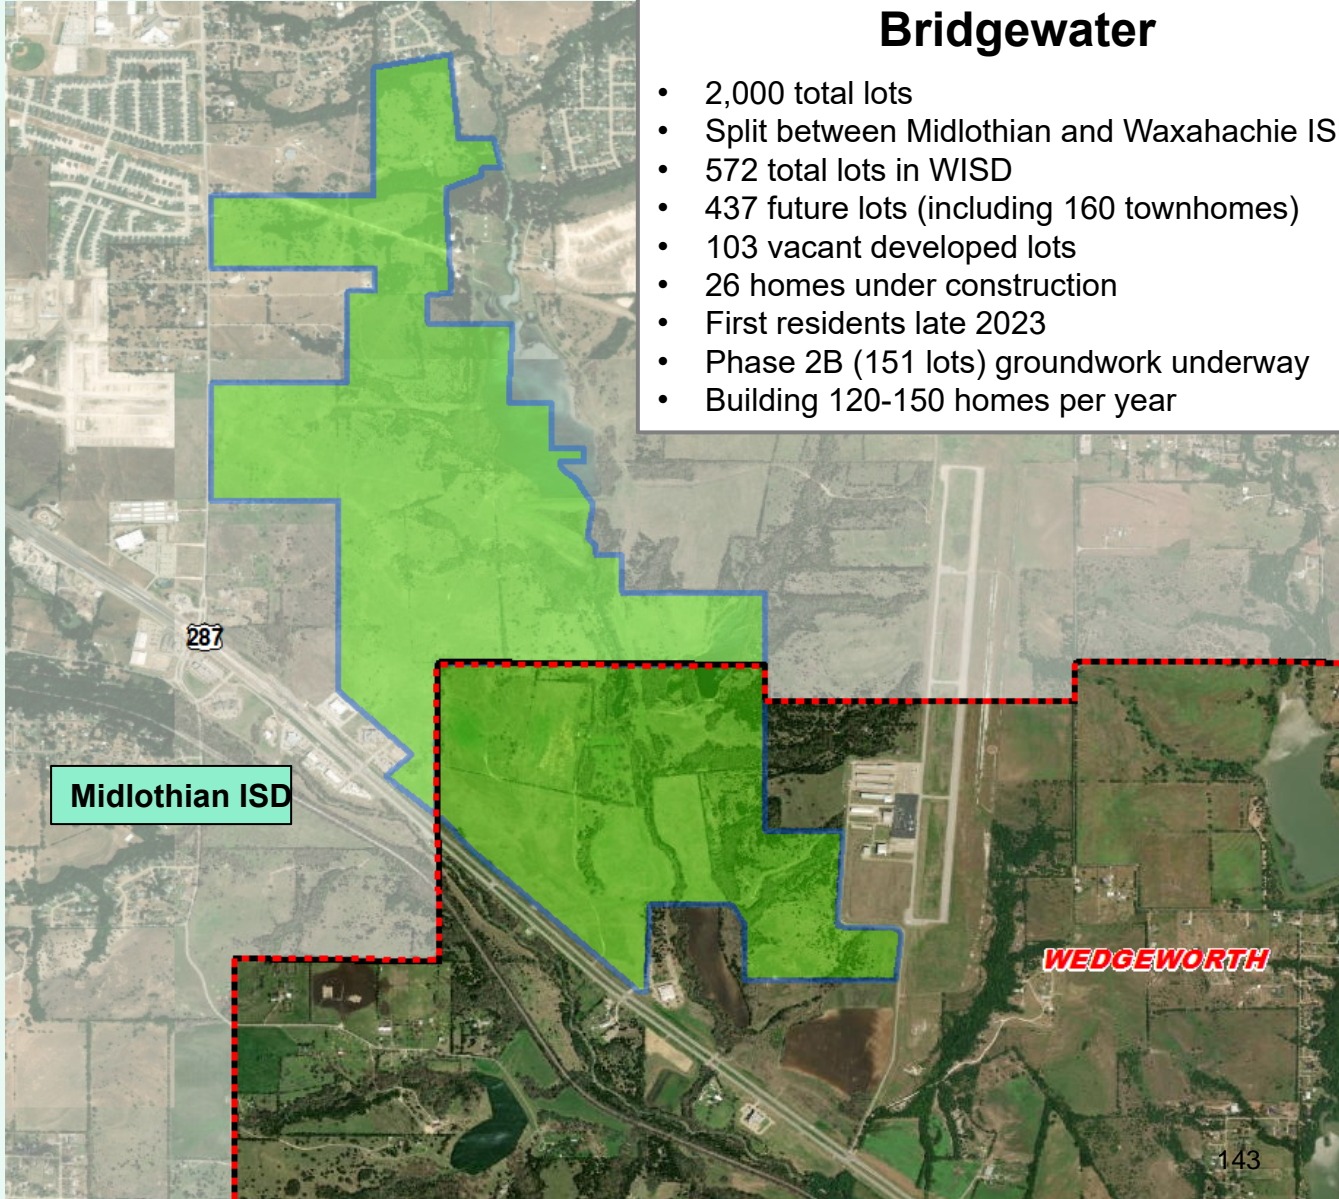 Bridgewater
• 2,000 total lots
• Split between Midlothian and Waxahachie IS
• 572 total lots in WISD
• 437 future lots (including 160 townhomes)
• 103 vacant developed lots
• 26 homes under construction
• First residents late 2023
• Phase 2B (151 lots) groundwork underway
• Building 120-150 homes per year
287
Midlothian ISD
WEDGEWORTH
143